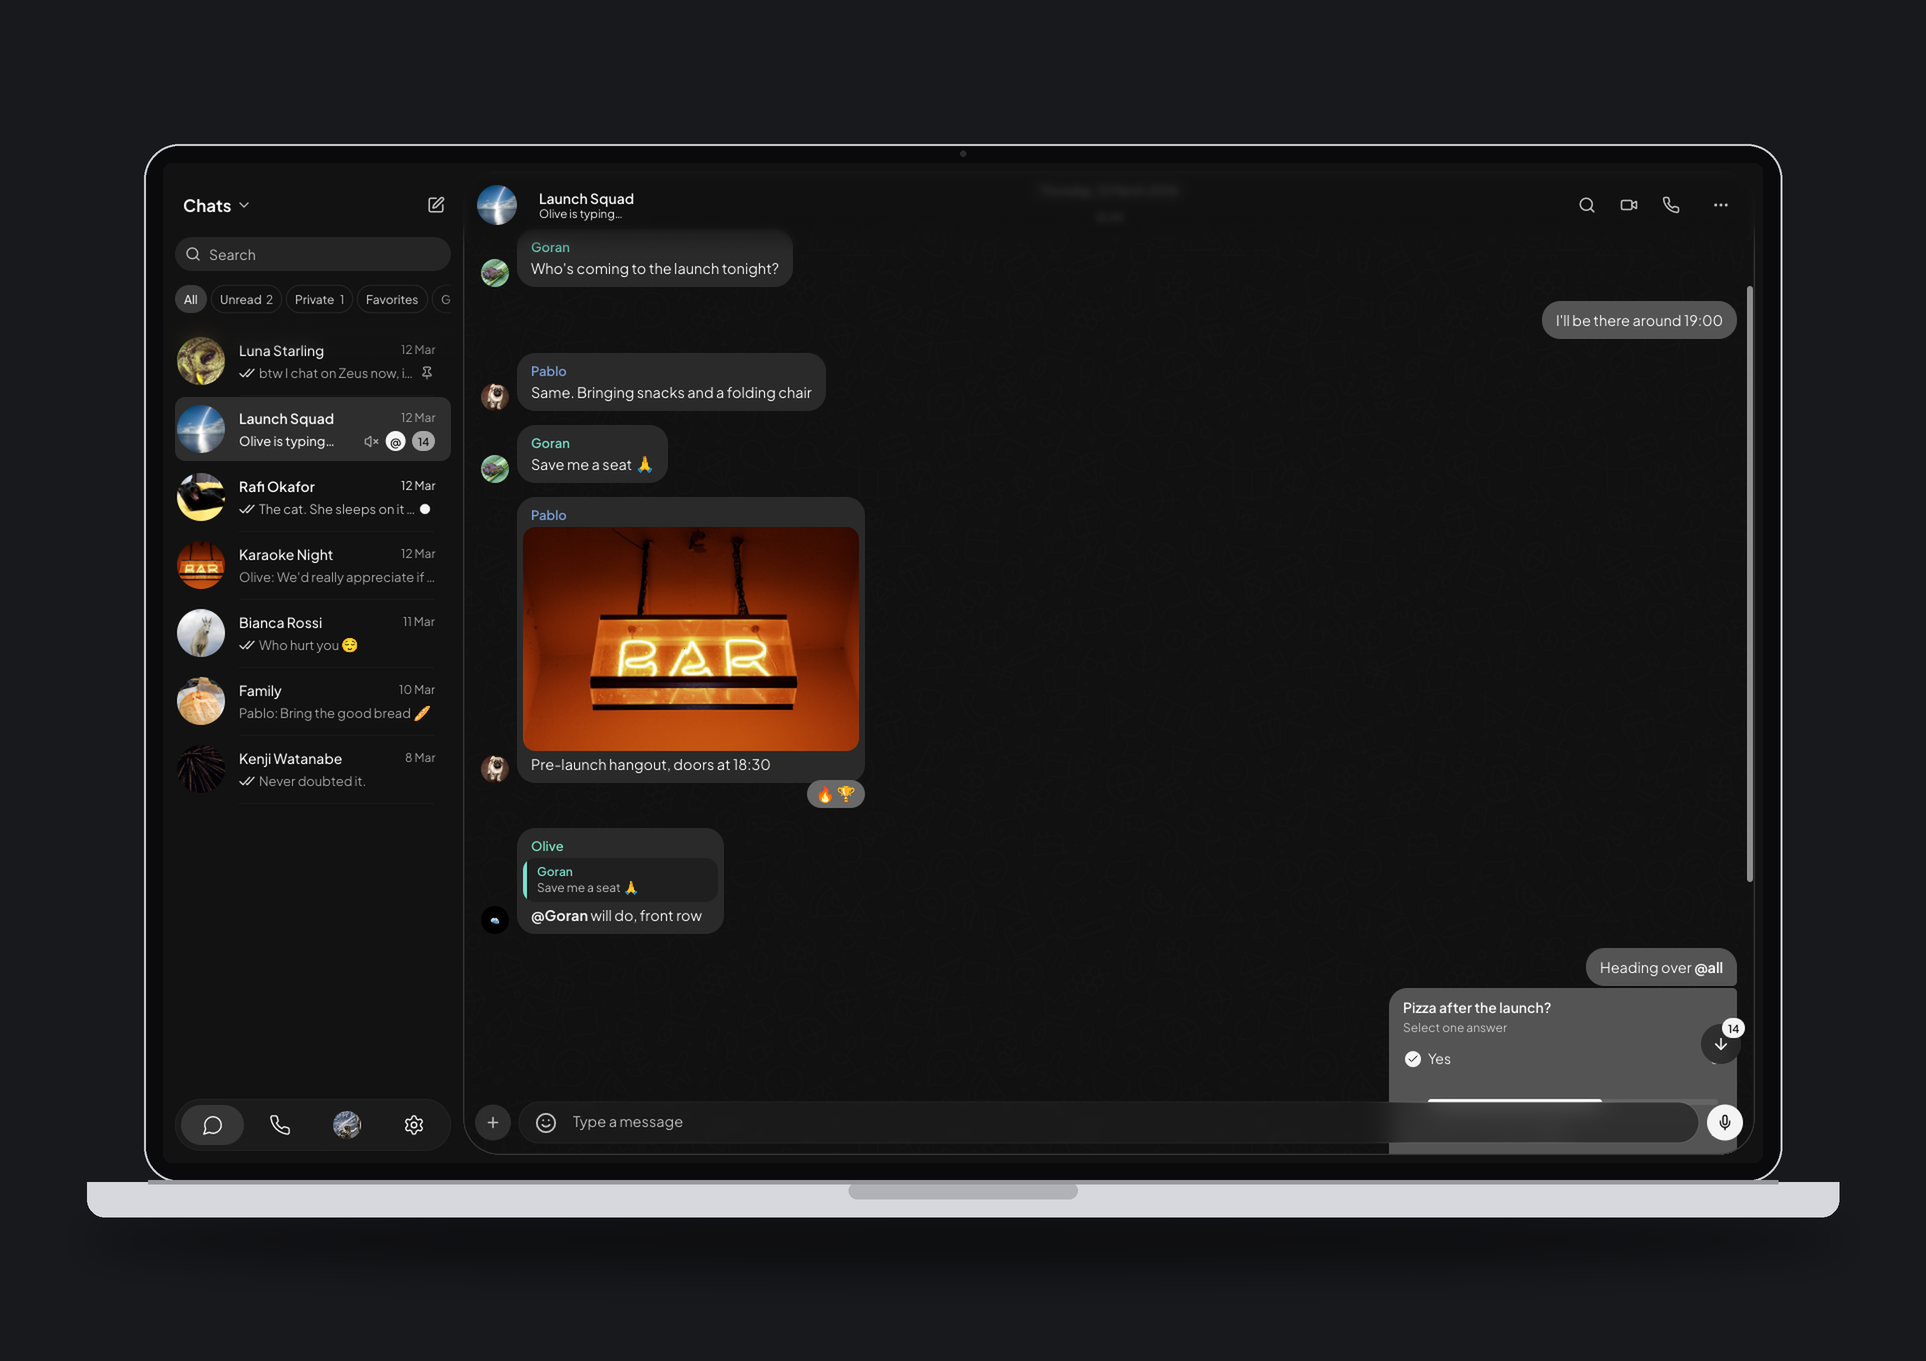 Chats
Search
All
Unread 2
Private 1
Favorites
G
Luna Starling
12 Mar
btw I chat on Zeus now, i...
Launch Squad
12 Mar
Olive is typing...
@
14
Rafi Okafor
12 Mar
The cat. She sleeps on it ...
Karaoke Night
12 Mar
Olive: We'd really appreciate if ...
Bianca Rossi
11 Mar
Who hurt you 😌
Family
10 Mar
Pablo: Bring the good bread 🥖
Kenji Watanabe
8 Mar
Never doubted it.
Launch Squad
Olive is typing...
Goran
Who's coming to the launch tonight?
I'll be there around 19:00
Pablo
Same. Bringing snacks and a folding chair
Goran
Save me a seat 🙏
Pablo
BAR
Pre-launch hangout, doors at 18:30
🔥 🏆
Olive
Goran
Save me a seat 🙏
@Goran will do, front row
Heading over @all
Pizza after the launch?
Select one answer
Yes
14
Type a message